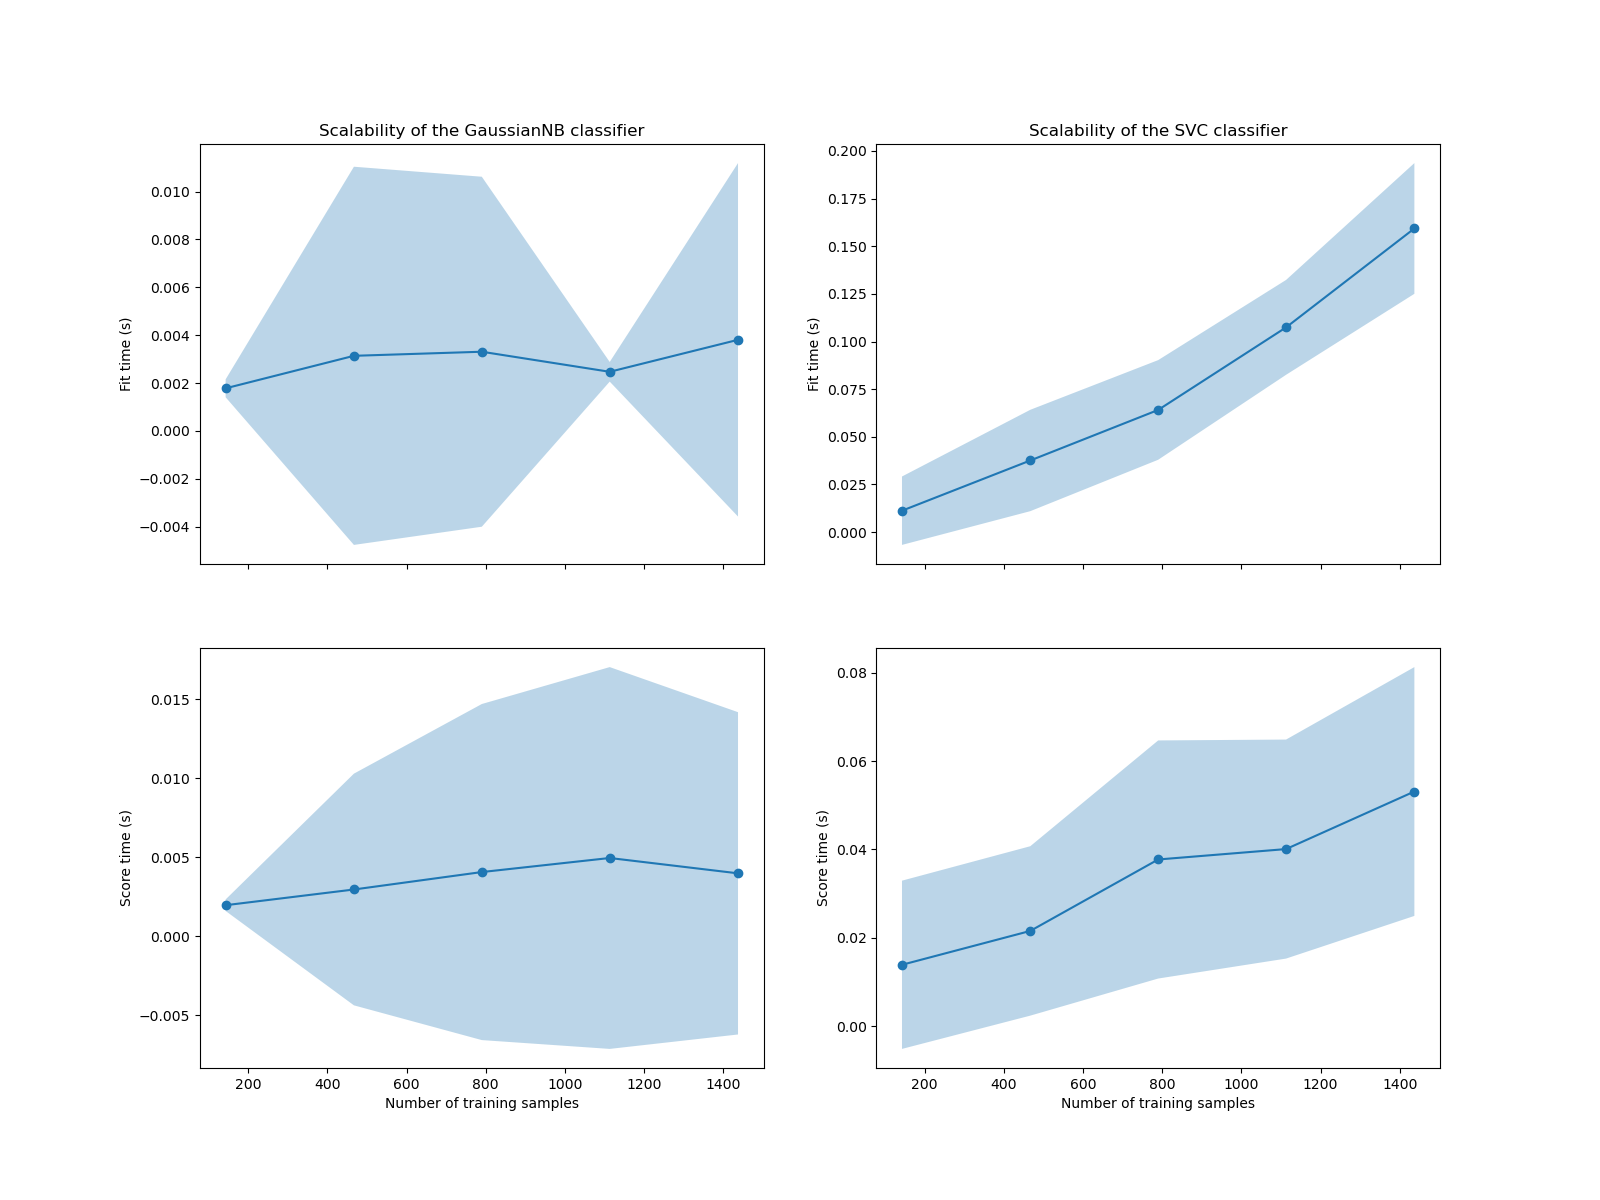 Scalability of the GaussianNB classifier
Fit time (s)
0.010
0.008
0.006
0.004
0.002
0.000
−0.002
−0.004
Scalability of the SVC classifier
Fit time (s)
0.200
0.175
0.150
0.125
0.100
0.075
0.050
0.025
0.000
Score time (s)
0.015
0.010
0.005
0.000
−0.005
200 400 600 800 1000 1200 1400
Number of training samples
Score time (s)
0.08
0.06
0.04
0.02
0.00
200 400 600 800 1000 1200 1400
Number of training samples